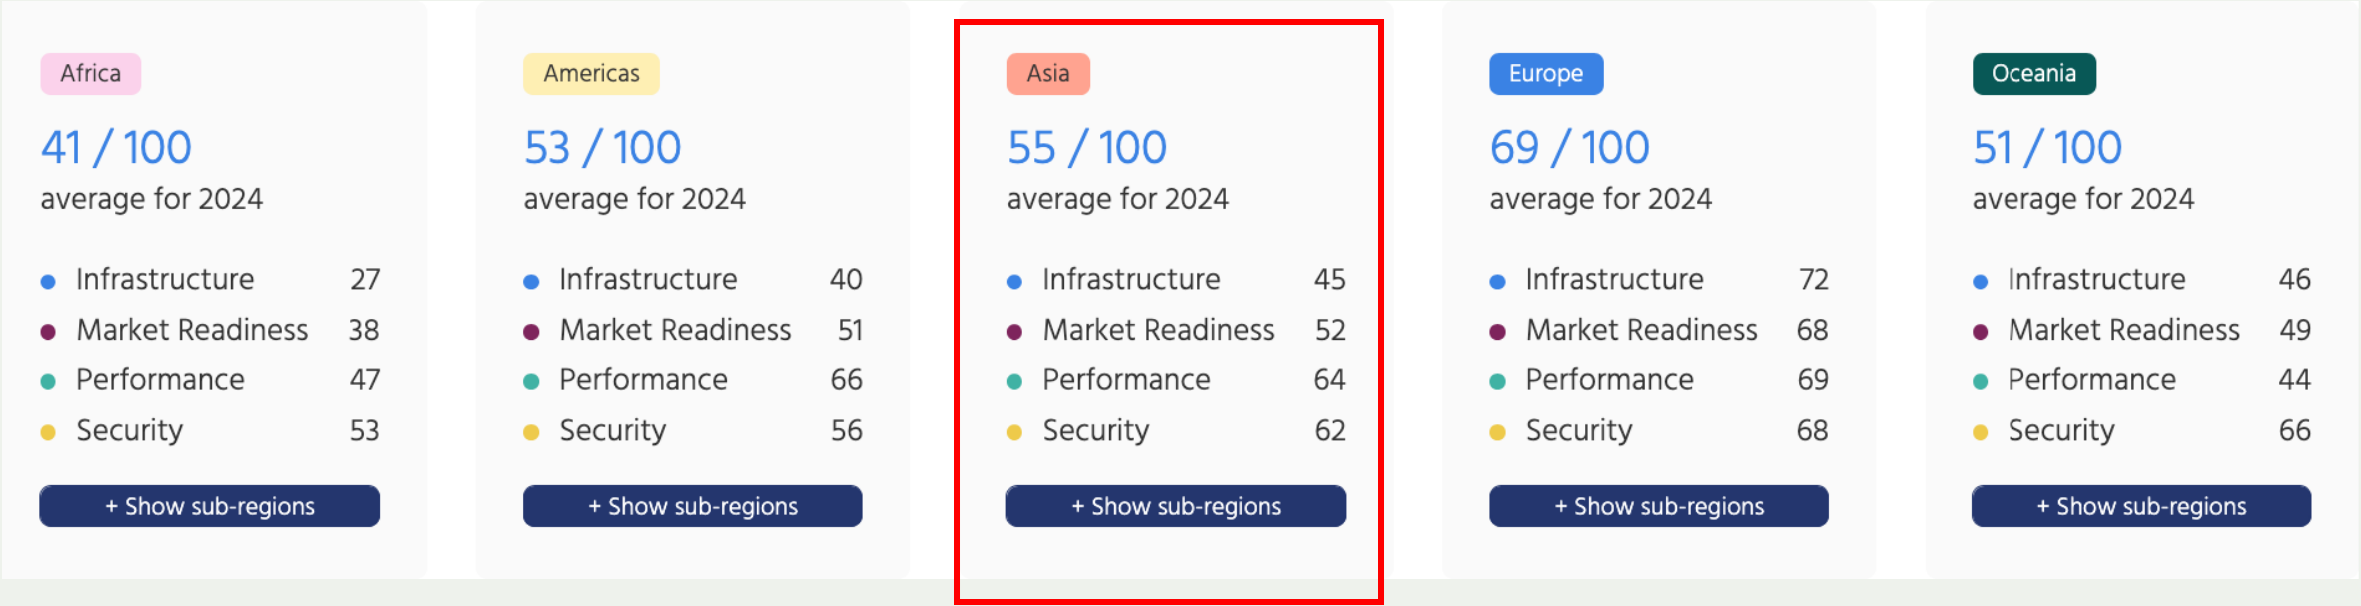 Africa
41 / 100
average for 2024
Infrastructure 27
Market Readiness 38
Performance 47
Security 53
+ Show sub-regions
Americas
53 / 100
average for 2024
Infrastructure 40
Market Readiness 51
Performance 66
Security 56
+ Show sub-regions
Asia
55 / 100
average for 2024
Infrastructure 45
Market Readiness 52
Performance 64
Security 62
+ Show sub-regions
Europe
69 / 100
average for 2024
Infrastructure 72
Market Readiness 68
Performance 69
Security 68
+ Show sub-regions
Oceania
51 / 100
average for 2024
Infrastructure 46
Market Readiness 49
Performance 44
Security 66
+ Show sub-regions